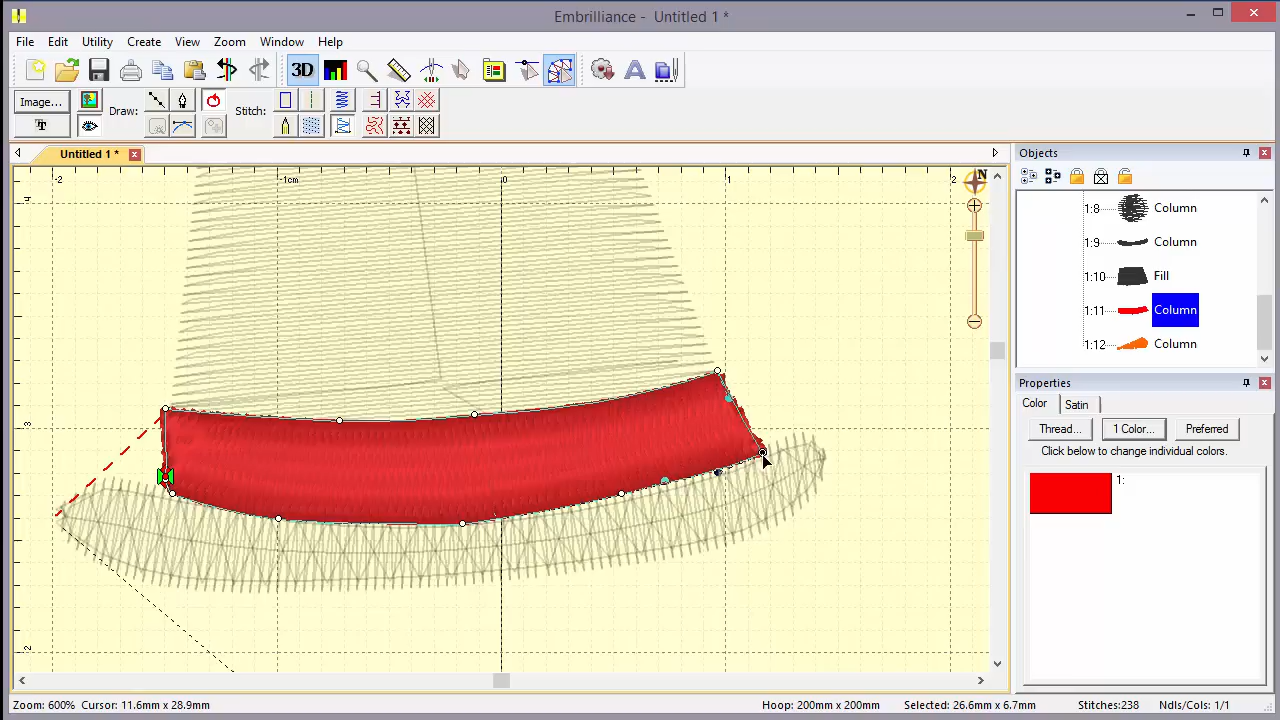 Embrilliance - Untitled 1 *
File Edit Utility Create View Zoom Window Help
3D
Image... Draw: Stitch:
Untitled 1 *
Objects
-2 -1cm 0 1 2
N
4
3
2
1:8 Column
1:9 Column
1:10 Fill
1:11 Column
1:12 Column
Properties
Color Satin
Thread... 1 Color... Preferred
Click below to change individual colors.
1:
Zoom: 600% Cursor: 11.6mm x 28.9mm Hoop: 200mm x 200mm Selected: 26.6mm x 6.7mm Stitches:238 Ndls/Cols: 1/1